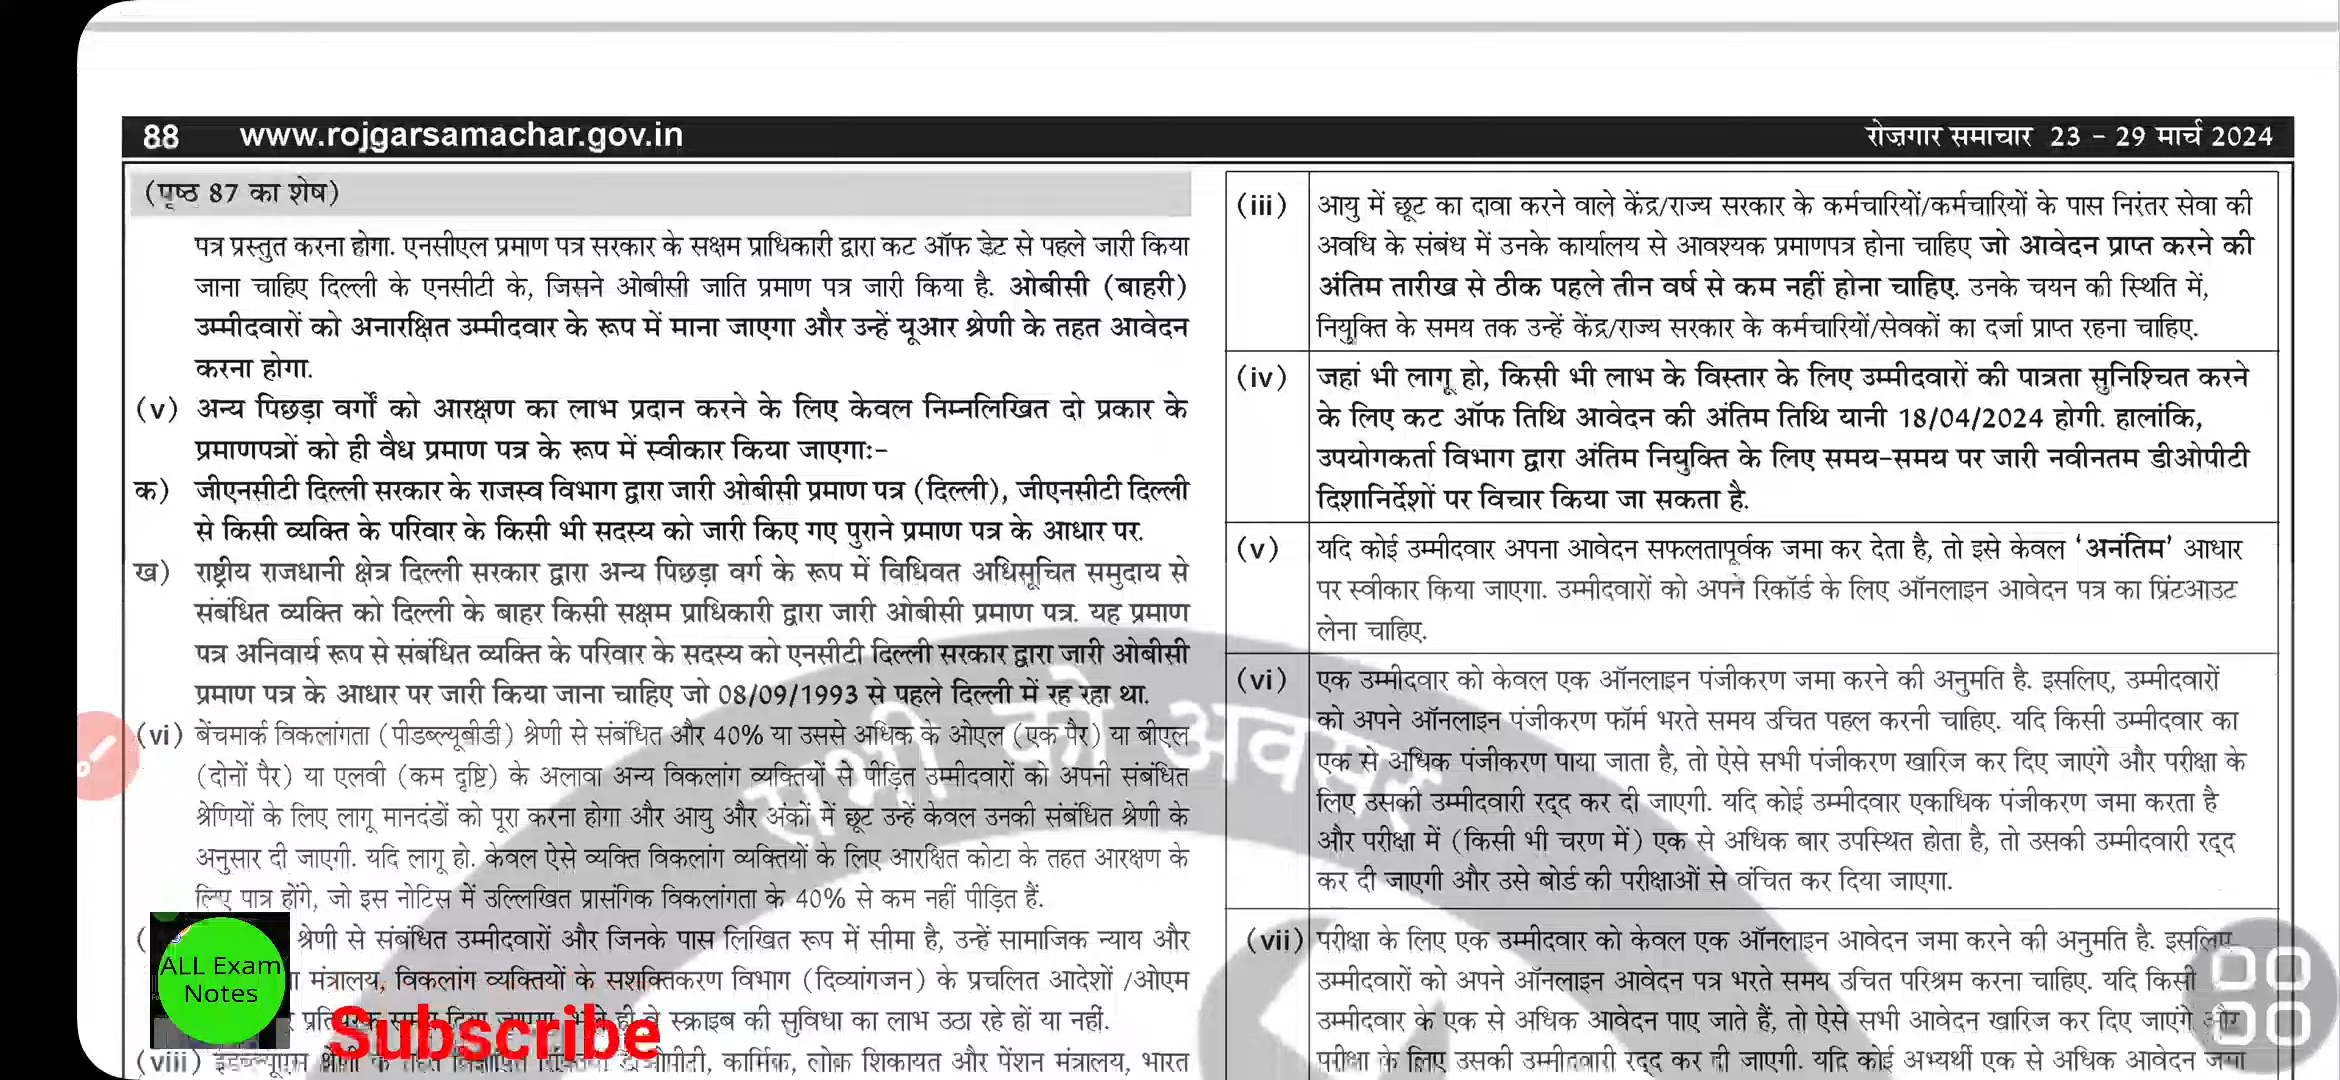 88 www.rojgarsamachar.gov.in रोज़गार समाचार 23 - 29 मार्च 2024
(पृष्ठ 87 का शेष)
पत्र प्रस्तुत करना होगा. एनसीएल प्रमाण पत्र सरकार के सक्षम प्राधिकारी द्वारा कट ऑफ डेट से पहले जारी किया
जाना चाहिए दिल्ली के एनसीटी के, जिसने ओबीसी जाति प्रमाण पत्र जारी किया है. ओबीसी (बाहरी)
उम्मीदवारों को अनारक्षित उम्मीदवार के रूप में माना जाएगा और उन्हें यूआर श्रेणी के तहत आवेदन
करना होगा.
(v) अन्य पिछड़ा वर्गों को आरक्षण का लाभ प्रदान करने के लिए केवल निम्नलिखित दो प्रकार के
प्रमाणपत्रों को ही वैध प्रमाण पत्र के रूप में स्वीकार किया जाएगाः-
क) जीएनसीटी दिल्ली सरकार के राजस्व विभाग द्वारा जारी ओबीसी प्रमाण पत्र (दिल्ली), जीएनसीटी दिल्ली
से किसी व्यक्ति के परिवार के किसी भी सदस्य को जारी किए गए पुराने प्रमाण पत्र के आधार पर.
ख) राष्ट्रीय राजधानी क्षेत्र दिल्ली सरकार द्वारा अन्य पिछड़ा वर्ग के रूप में विधिवत अधिसूचित समुदाय से
संबंधित व्यक्ति को दिल्ली के बाहर किसी सक्षम प्राधिकारी द्वारा जारी ओबीसी प्रमाण पत्र. यह प्रमाण
पत्र अनिवार्य रूप से संबंधित व्यक्ति के परिवार के सदस्य को एनसीटी दिल्ली सरकार द्वारा जारी ओबीसी
प्रमाण पत्र के आधार पर जारी किया जाना चाहिए जो 08/09/1993 से पहले दिल्ली में रह रहा था.
(vi) बेंचमार्क विकलांगता (पीडब्ल्यूबीडी) श्रेणी से संबंधित और 40% या उससे अधिक के ओएल (एक पैर) या बीएल
(दोनों पैर) या एलवी (कम दृष्टि) के अलावा अन्य विकलांग व्यक्तियों से पीड़ित उम्मीदवारों को अपनी संबंधित
श्रेणियों के लिए लागू मानदंडों को पूरा करना होगा और आयु और अंकों में छूट उन्हें केवल उनकी संबंधित श्रेणी के
अनुसार दी जाएगी. यदि लागू हो. केवल ऐसे व्यक्ति विकलांग व्यक्तियों के लिए आरक्षित कोटा के तहत आरक्षण के
लिए पात्र होंगे, जो इस नोटिस में उल्लिखित प्रासंगिक विकलांगता के 40% से कम नहीं पीड़ित हैं.
( श्रेणी से संबंधित उम्मीदवारों और जिनके पास लिखित रूप में सीमा है, उन्हें सामाजिक न्याय और
मंत्रालय, विकलांग व्यक्तियों के सशक्तिकरण विभाग (दिव्यांगजन) के प्रचलित आदेशों /ओएम
ही वे स्क्राइब की सुविधा का लाभ उठा रहे हों या नहीं.
(viii) ईडब्ल्यूएस श्रेणी के तहत डीओपीटी, कार्मिक, लोक शिकायत और पेंशन मंत्रालय, भारत
(iii) आयु में छूट का दावा करने वाले केंद्र/राज्य सरकार के कर्मचारियों/कर्मचारियों के पास निरंतर सेवा की
अवधि के संबंध में उनके कार्यालय से आवश्यक प्रमाणपत्र होना चाहिए जो आवेदन प्राप्त करने की
अंतिम तारीख से ठीक पहले तीन वर्ष से कम नहीं होना चाहिए. उनके चयन की स्थिति में,
नियुक्ति के समय तक उन्हें केंद्र/राज्य सरकार के कर्मचारियों/सेवकों का दर्जा प्राप्त रहना चाहिए.
(iv) जहां भी लागू हो, किसी भी लाभ के विस्तार के लिए उम्मीदवारों की पात्रता सुनिश्चित करने
के लिए कट ऑफ तिथि आवेदन की अंतिम तिथि यानी 18/04/2024 होगी. हालांकि,
उपयोगकर्ता विभाग द्वारा अंतिम नियुक्ति के लिए समय-समय पर जारी नवीनतम डीओपीटी
दिशानिर्देशों पर विचार किया जा सकता है.
(v) यदि कोई उम्मीदवार अपना आवेदन सफलतापूर्वक जमा कर देता है, तो इसे केवल 'अनंतिम' आधार
पर स्वीकार किया जाएगा. उम्मीदवारों को अपने रिकॉर्ड के लिए ऑनलाइन आवेदन पत्र का प्रिंटआउट
लेना चाहिए.
(vi) एक उम्मीदवार को केवल एक ऑनलाइन पंजीकरण जमा करने की अनुमति है. इसलिए, उम्मीदवारों
को अपने ऑनलाइन पंजीकरण फॉर्म भरते समय उचित पहल करनी चाहिए. यदि किसी उम्मीदवार का
एक से अधिक पंजीकरण पाया जाता है, तो ऐसे सभी पंजीकरण खारिज कर दिए जाएंगे और परीक्षा के
लिए उसकी उम्मीदवारी रद्द कर दी जाएगी. यदि कोई उम्मीदवार एकाधिक पंजीकरण जमा करता है
और परीक्षा में (किसी भी चरण में) एक से अधिक बार उपस्थित होता है, तो उसकी उम्मीदवारी रद्द
कर दी जाएगी और उसे बोर्ड की परीक्षाओं से वंचित कर दिया जाएगा.
(vii) परीक्षा के लिए एक उम्मीदवार को केवल एक ऑनलाइन आवेदन जमा करने की अनुमति है. इसलिए
उम्मीदवारों को अपने ऑनलाइन आवेदन पत्र भरते समय उचित परिश्रम करना चाहिए. यदि किसी
उम्मीदवार के एक से अधिक आवेदन पाए जाते हैं, तो ऐसे सभी आवेदन खारिज कर दिए जाएंगे और
परीक्षा के लिए उसकी उम्मीदवारी रद्द कर दी जाएगी. यदि कोई अभ्यर्थी एक से अधिक आवेदन जमा
सभी को अवसर
ALL Exam
Notes
Subscribe